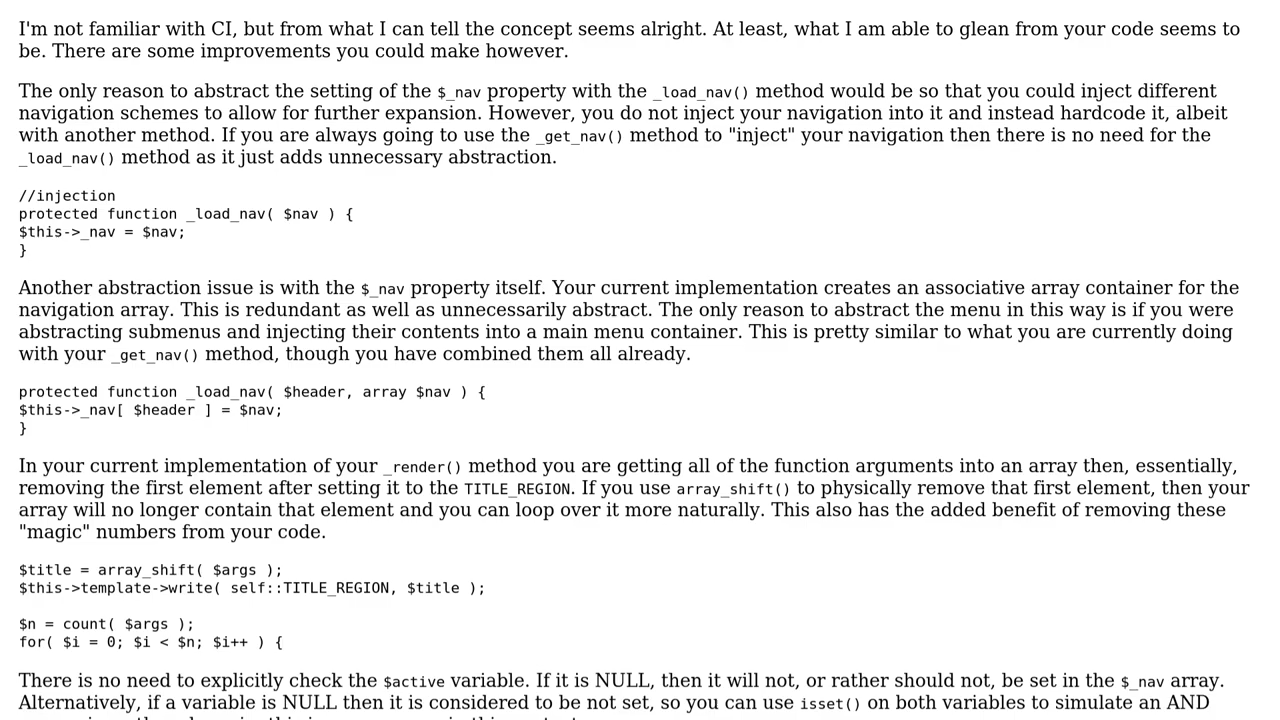 I'm not familiar with CI, but from what I can tell the concept seems alright. At least, what I am able to glean from your code seems to
be. There are some improvements you could make however.
The only reason to abstract the setting of the $_nav property with the _load_nav() method would be so that you could inject different
navigation schemes to allow for further expansion. However, you do not inject your navigation into it and instead hardcode it, albeit
with another method. If you are always going to use the _get_nav() method to "inject" your navigation then there is no need for the
_load_nav() method as it just adds unnecessary abstraction.
//injection
protected function _load_nav( $nav ) {
$this->_nav = $nav;
}
Another abstraction issue is with the $_nav property itself. Your current implementation creates an associative array container for the
navigation array. This is redundant as well as unnecessarily abstract. The only reason to abstract the menu in this way is if you were
abstracting submenus and injecting their contents into a main menu container. This is pretty similar to what you are currently doing
with your _get_nav() method, though you have combined them all already.
protected function _load_nav( $header, array $nav ) {
$this->_nav[ $header ] = $nav;
}
In your current implementation of your _render() method you are getting all of the function arguments into an array then, essentially,
removing the first element after setting it to the TITLE_REGION. If you use array_shift() to physically remove that first element, then your
array will no longer contain that element and you can loop over it more naturally. This also has the added benefit of removing these
"magic" numbers from your code.
$title = array_shift( $args );
$this->template->write( self::TITLE_REGION, $title );
$n = count( $args );
for( $i = 0; $i < $n; $i++ ) {
There is no need to explicitly check the $active variable. If it is NULL, then it will not, or rather should not, be set in the $_nav array.
Alternatively, if a variable is NULL then it is considered to be not set, so you can use isset() on both variables to simulate an AND